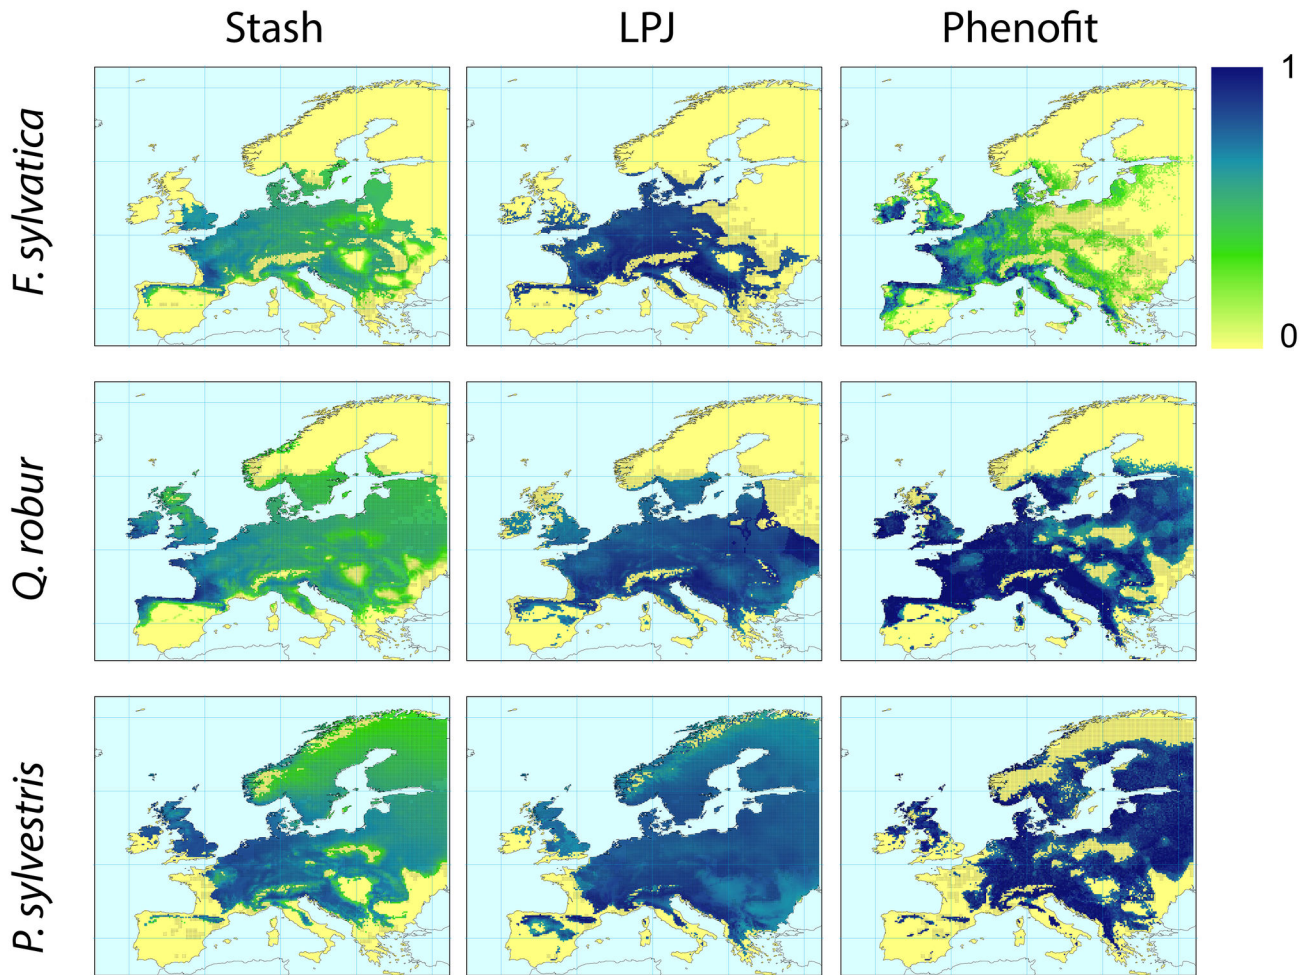 Stash LPJ Phenofit
F. sylvatica
1
0
Q. robur
P. sylvestris